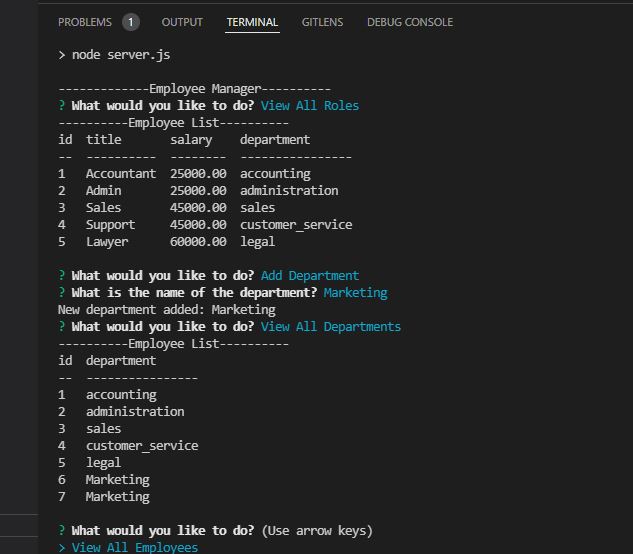 PROBLEMS 1 OUTPUT TERMINAL GITLENS DEBUG CONSOLE
> node server.js
-------------Employee Manager----------
? What would you like to do? View All Roles
----------Employee List----------
id  title       salary    department
--  ----------  --------  ----------------
1   Accountant  25000.00  accounting
2   Admin       25000.00  administration
3   Sales       45000.00  sales
4   Support     45000.00  customer_service
5   Lawyer      60000.00  legal
? What would you like to do? Add Department
? What is the name of the department? Marketing
New department added: Marketing
? What would you like to do? View All Departments
----------Employee List----------
id  department
--  ----------------
1   accounting
2   administration
3   sales
4   customer_service
5   legal
6   Marketing
7   Marketing
? What would you like to do? (Use arrow keys)
> View All Employees